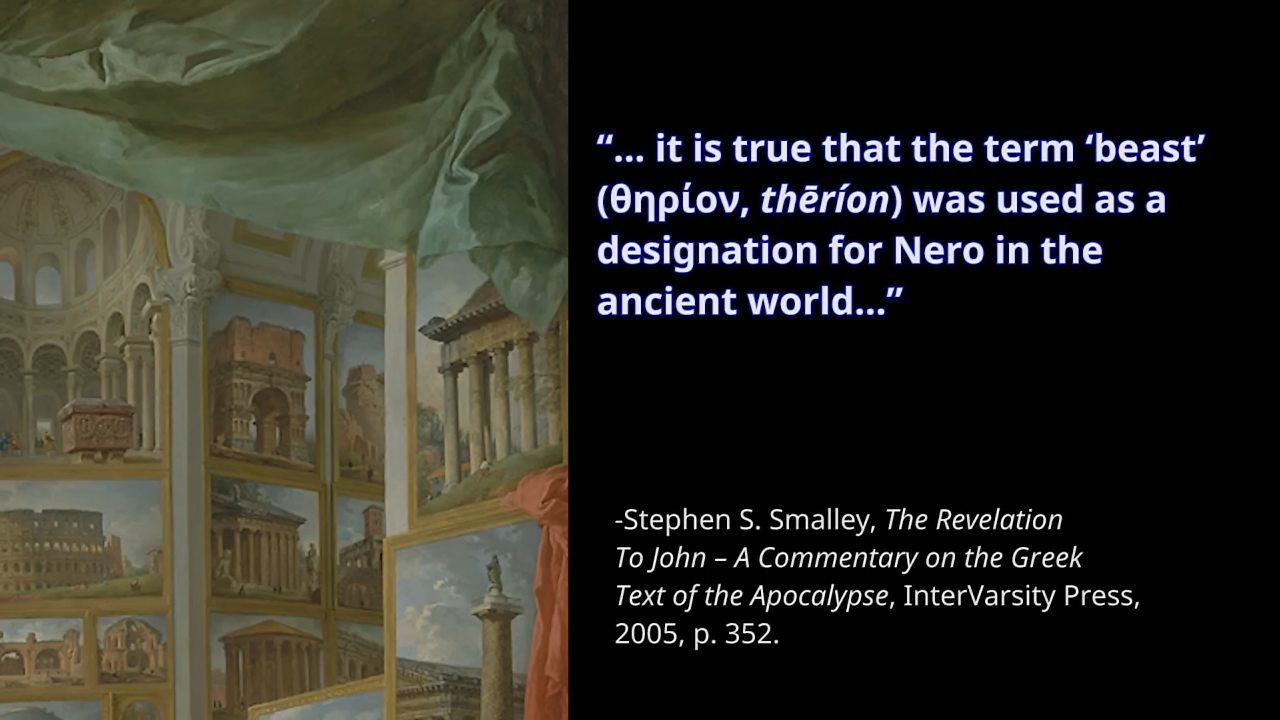 “... it is true that the term ‘beast’
(θηρίον, thēríon) was used as a
designation for Nero in the
ancient world...”
-Stephen S. Smalley, The Revelation
To John – A Commentary on the Greek
Text of the Apocalypse, InterVarsity Press,
2005, p. 352.